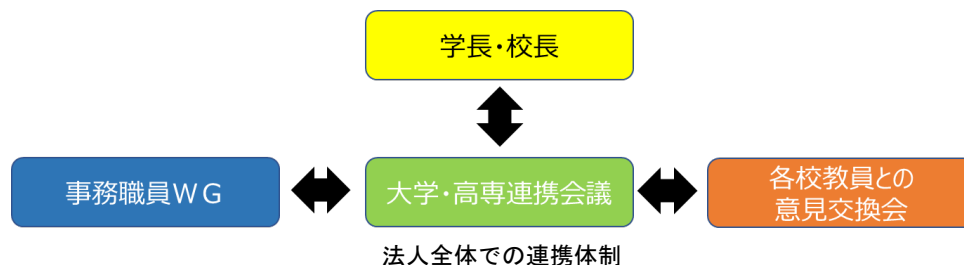 学長・校長
事務職員ＷＧ
大学・高専連携会議
各校教員との
意見交換会
法人全体での連携体制